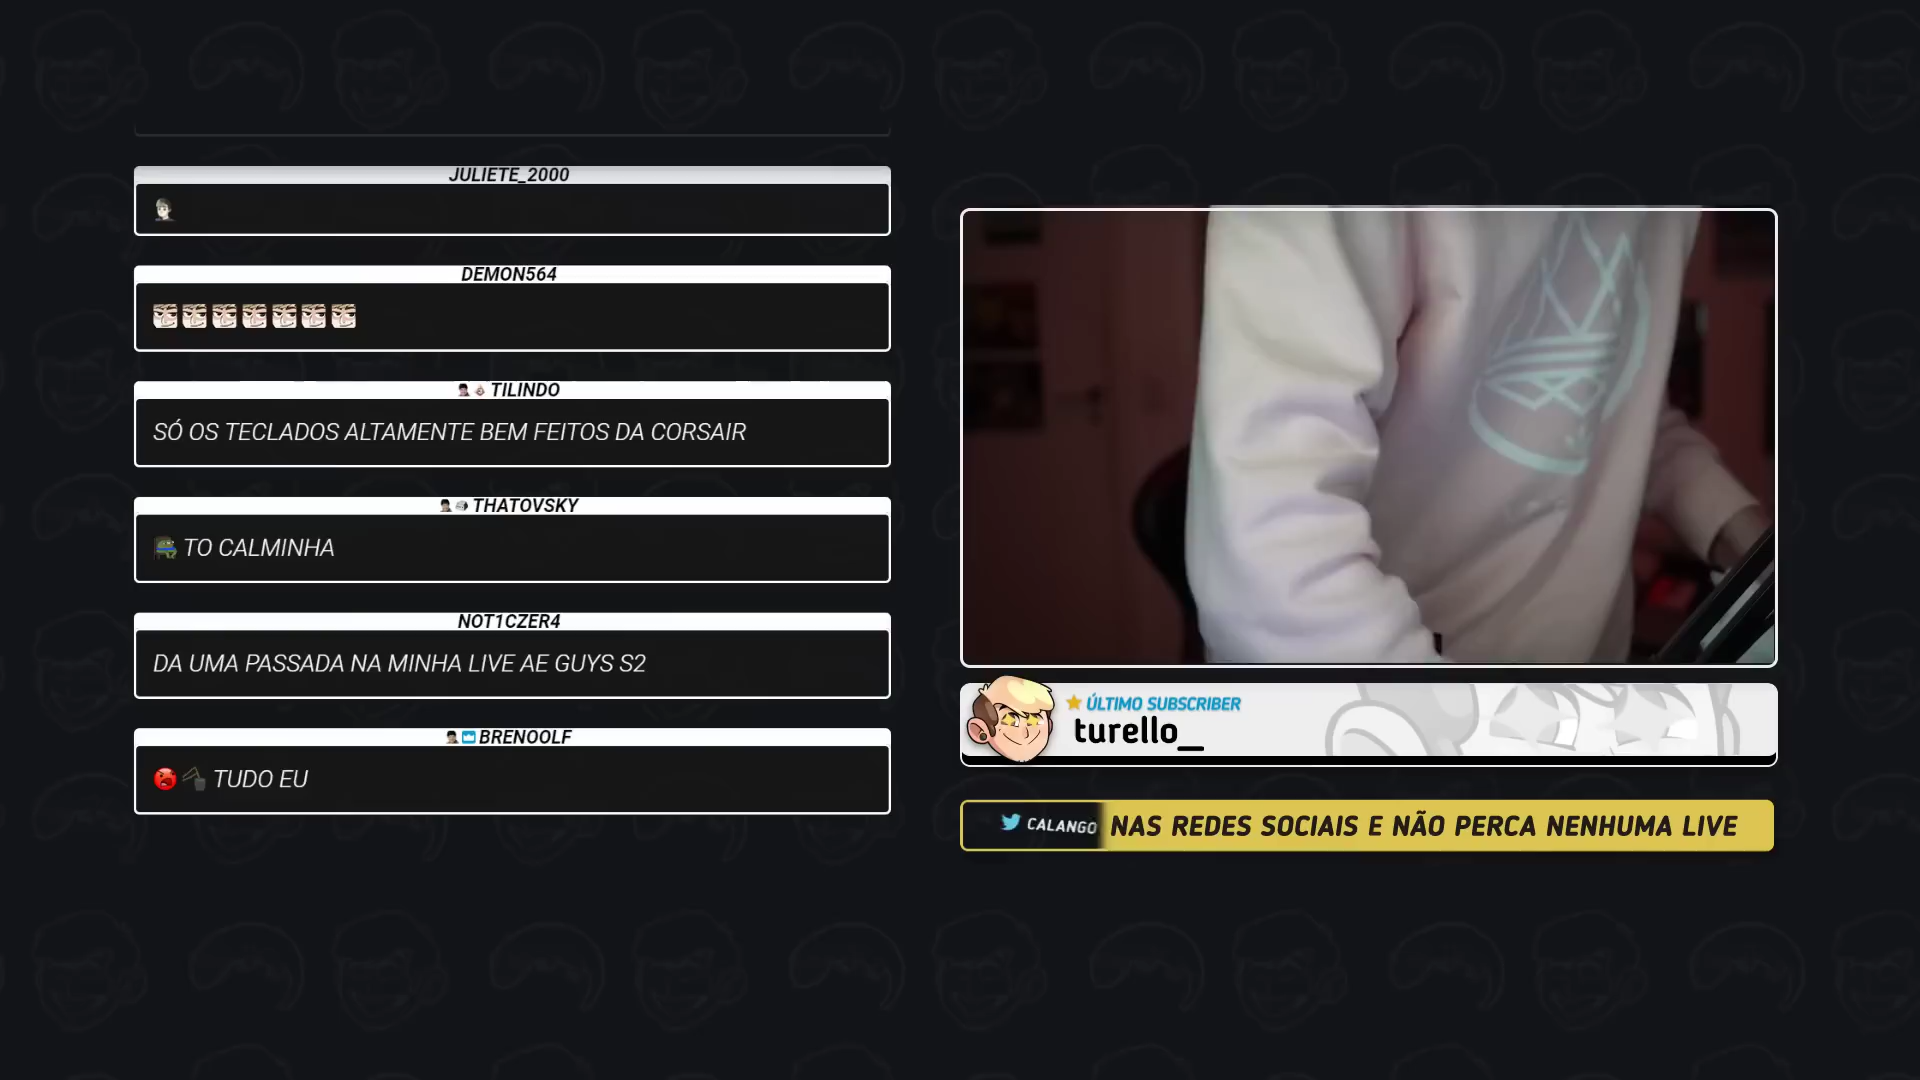 JULIETE_2000
DEMON564
TILINDO
SÓ OS TECLADOS ALTAMENTE BEM FEITOS DA CORSAIR
THATOVSKY
TO CALMINHA
NOT1CZER4
DA UMA PASSADA NA MINHA LIVE AE GUYS S2
BRENOOLF
TUDO EU
ÚLTIMO SUBSCRIBER
turello_
CALANGO NAS REDES SOCIAIS E NÃO PERCA NENHUMA LIVE